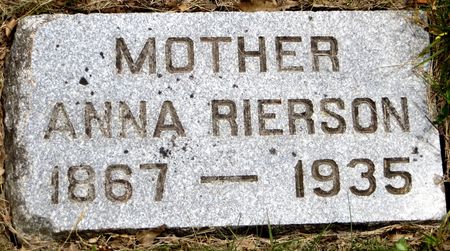 MOTHER
ANNA RIERSON
1867 — 1935